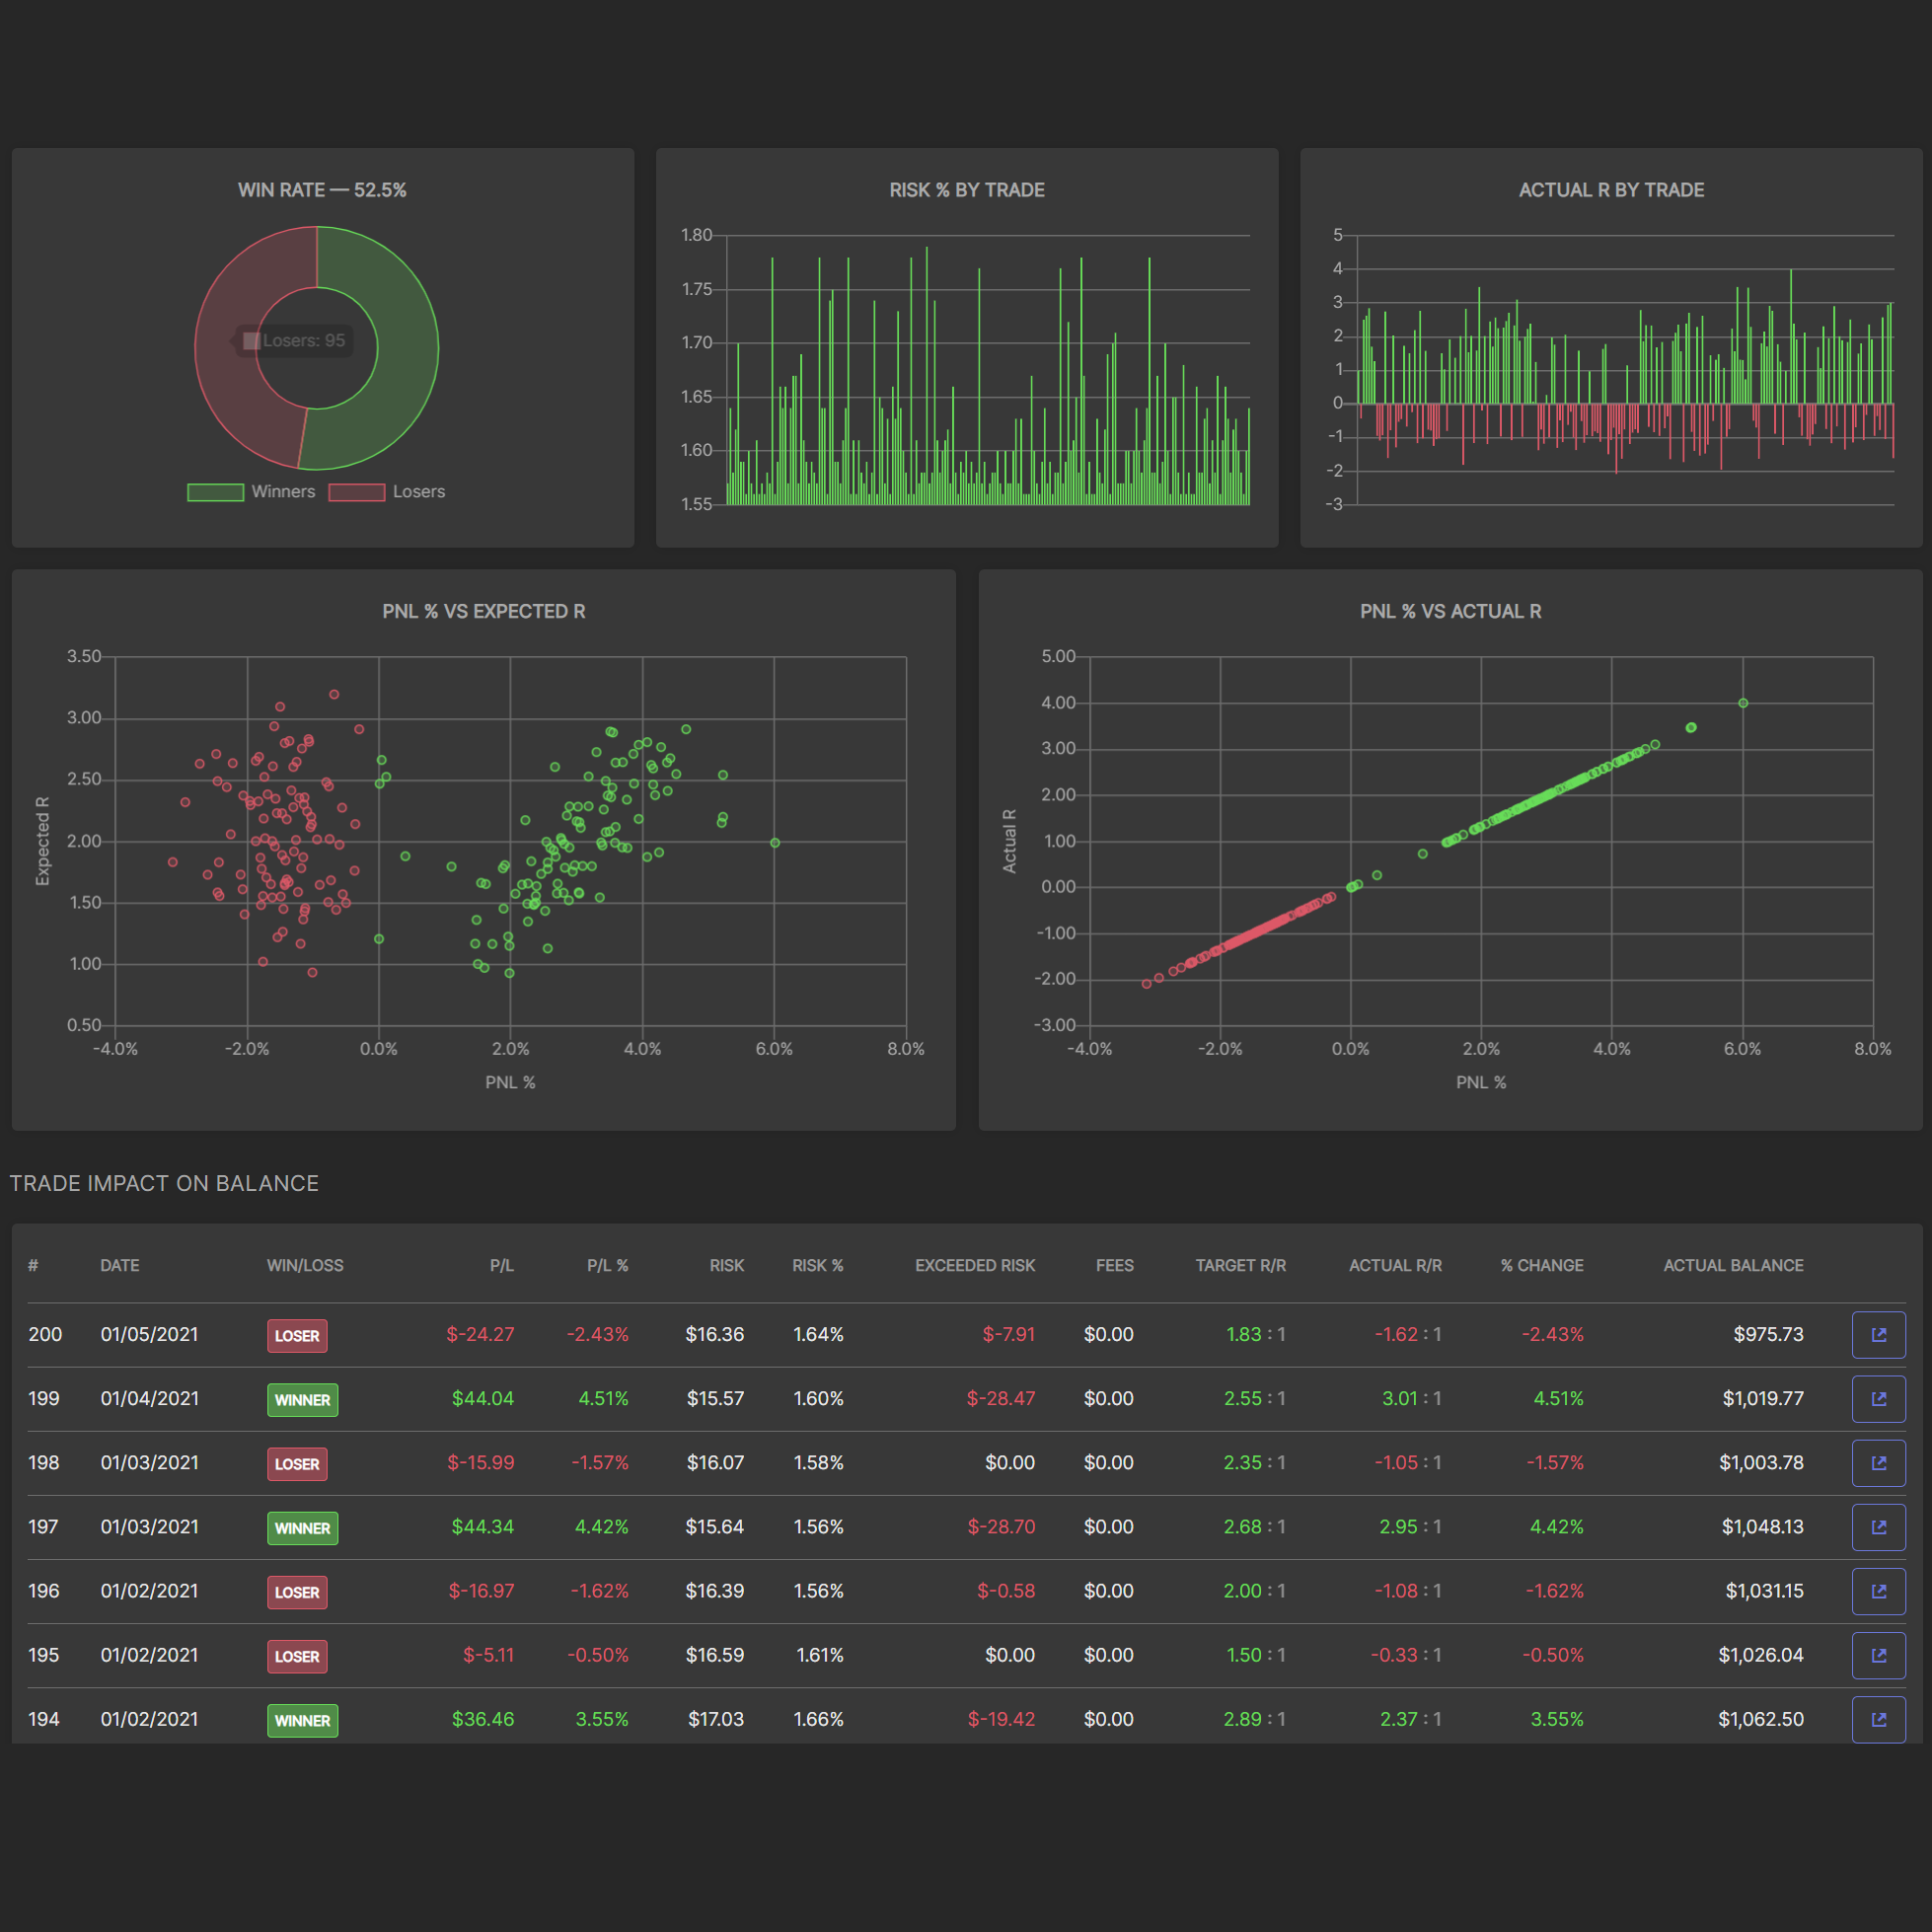 WIN RATE — 52.5%
Losers: 95
Winners Losers
RISK % BY TRADE
1.80
1.75
1.70
1.65
1.60
1.55
ACTUAL R BY TRADE
5
4
3
2
1
0
-1
-2
-3
PNL % VS EXPECTED R
Expected R
3.50
3.00
2.50
2.00
1.50
1.00
0.50
-4.0% -2.0% 0.0% 2.0% 4.0% 6.0% 8.0%
PNL %
PNL % VS ACTUAL R
Actual R
5.00
4.00
3.00
2.00
1.00
0.00
-1.00
-2.00
-3.00
-4.0% -2.0% 0.0% 2.0% 4.0% 6.0% 8.0%
PNL %
TRADE IMPACT ON BALANCE
# DATE WIN/LOSS P/L P/L % RISK RISK % EXCEEDED RISK FEES TARGET R/R ACTUAL R/R % CHANGE ACTUAL BALANCE
200 01/05/2021 LOSER $-24.27 -2.43% $16.36 1.64% $-7.91 $0.00 1.83 : 1 -1.62 : 1 -2.43% $975.73
199 01/04/2021 WINNER $44.04 4.51% $15.57 1.60% $-28.47 $0.00 2.55 : 1 3.01 : 1 4.51% $1,019.77
198 01/03/2021 LOSER $-15.99 -1.57% $16.07 1.58% $0.00 $0.00 2.35 : 1 -1.05 : 1 -1.57% $1,003.78
197 01/03/2021 WINNER $44.34 4.42% $15.64 1.56% $-28.70 $0.00 2.68 : 1 2.95 : 1 4.42% $1,048.13
196 01/02/2021 LOSER $-16.97 -1.62% $16.39 1.56% $-0.58 $0.00 2.00 : 1 -1.08 : 1 -1.62% $1,031.15
195 01/02/2021 LOSER $-5.11 -0.50% $16.59 1.61% $0.00 $0.00 1.50 : 1 -0.33 : 1 -0.50% $1,026.04
194 01/02/2021 WINNER $36.46 3.55% $17.03 1.66% $-19.42 $0.00 2.89 : 1 2.37 : 1 3.55% $1,062.50